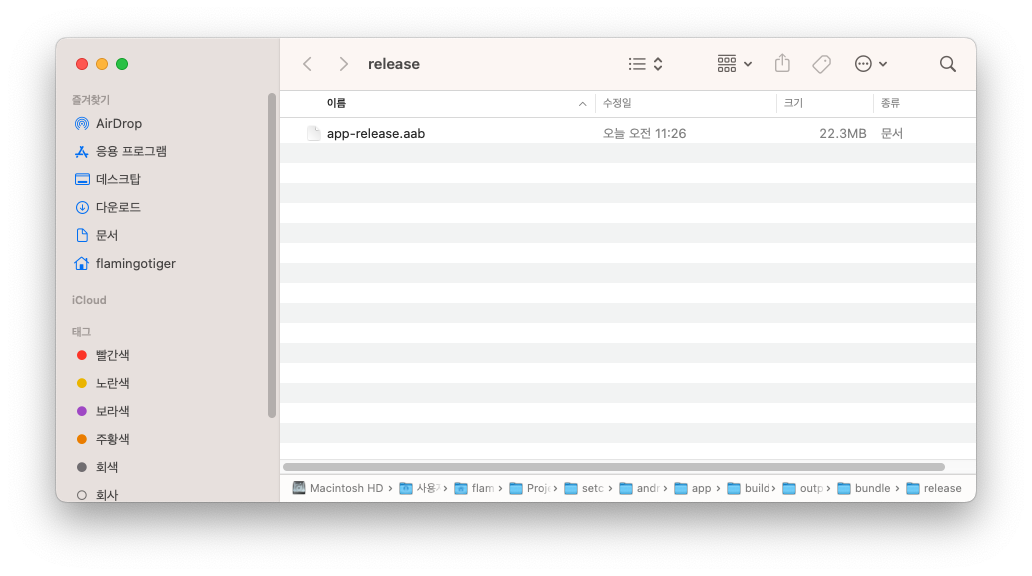 release
즐겨찾기
AirDrop
응용 프로그램
데스크탑
다운로드
문서
flamingotiger
iCloud
태그
빨간색
노란색
보라색
주황색
회색
회사
이름 수정일 크기 종류
app-release.aab 오늘 오전 11:26 22.3MB 문서
Macintosh HD › 사용 › flam › Proj › setc › andr › app › build › outp › bundle › release